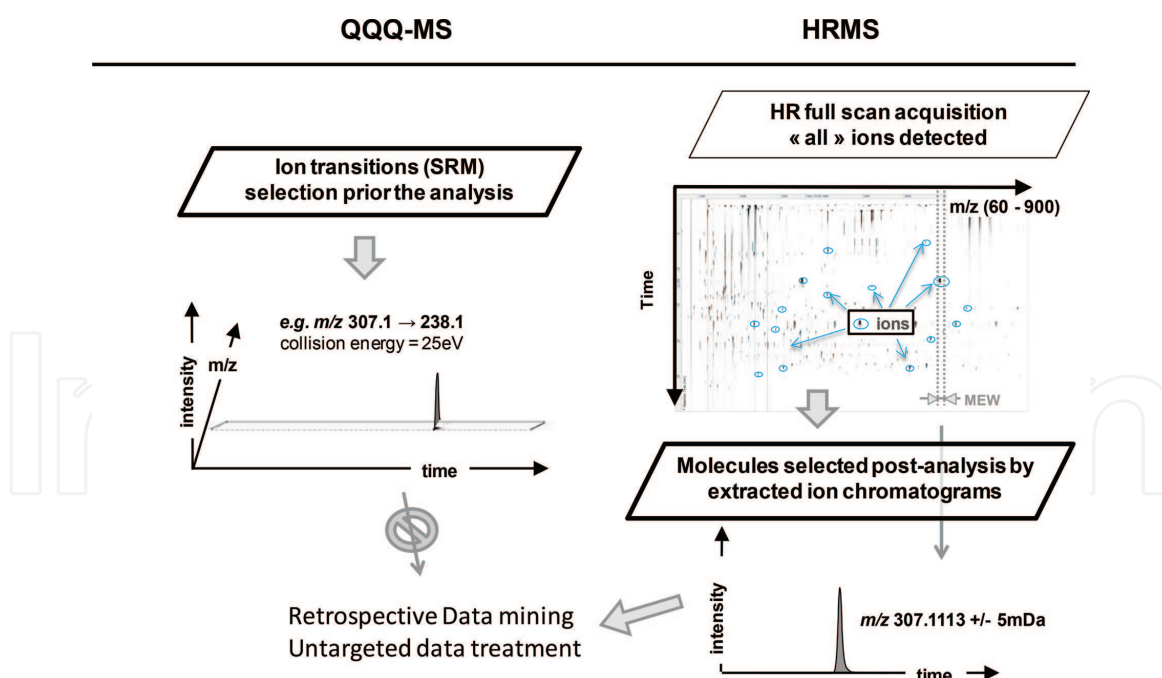 QQQ-MS
HRMS
Ion transitions (SRM)
selection prior the analysis
e.g. m/z 307.1 → 238.1
collision energy = 25eV
intensity
m/z
time
HR full scan acquisition
« all » ions detected
m/z (60 - 900)
Time
ions
MEW
Molecules selected post-analysis by
extracted ion chromatograms
intensity
m/z 307.1113 +/- 5mDa
time
Retrospective Data mining
Untargeted data treatment